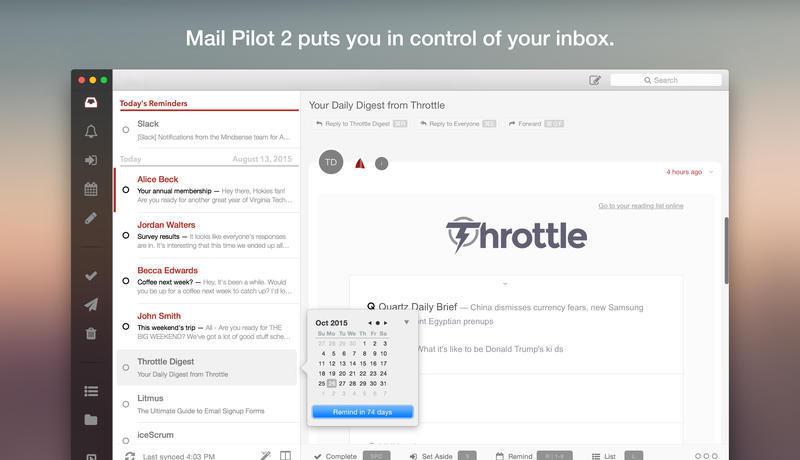 Mail Pilot 2 puts you in control of your inbox.
Search
Today's Reminders
Slack
[Slack] Notifications from the Mindsense team for A...
Today August 13, 2015
Alice Beck
Your annual membership — Hey there, Hokies fan!
Are you ready for another great year of Virginia Tech...
Jordan Walters
Survey results — It looks like everyone's responses
are in. It's interesting that this time we ended up all...
Becca Edwards
Coffee next week? — Hey, It's been a while. Would
you be up for a coffee next week to catch up? I'd lo...
John Smith
This weekend's trip — All - Are you ready for THE
BIG WEEKEND? We've got a lot of good stuff sche...
Throttle Digest
Your Daily Digest from Throttle
Litmus
The Ultimate Guide to Email Signup Forms
iceScrum
Last synced 4:03 PM
Your Daily Digest from Throttle
Reply to Throttle Digest
Reply to Everyone
Forward
TD
4 hours ago
Go to your reading list online
Throttle
Quartz Daily Brief — China dismisses currency fears, new Samsung
nt Egyptian prenups
What it's like to be Donald Trump's ki ds
Oct 2015
Su Mo Tu We Th Fr Sa
27 28 29 30 1 2 3
4 5 6 7 8 9 10
11 12 13 14 15 16 17
18 19 20 21 22 23 24
25 26 27 28 29 30 31
1 2 3 4 5 6 7
Remind in 74 days
Complete SPC
Set Aside S
Remind R | 1-9
List L